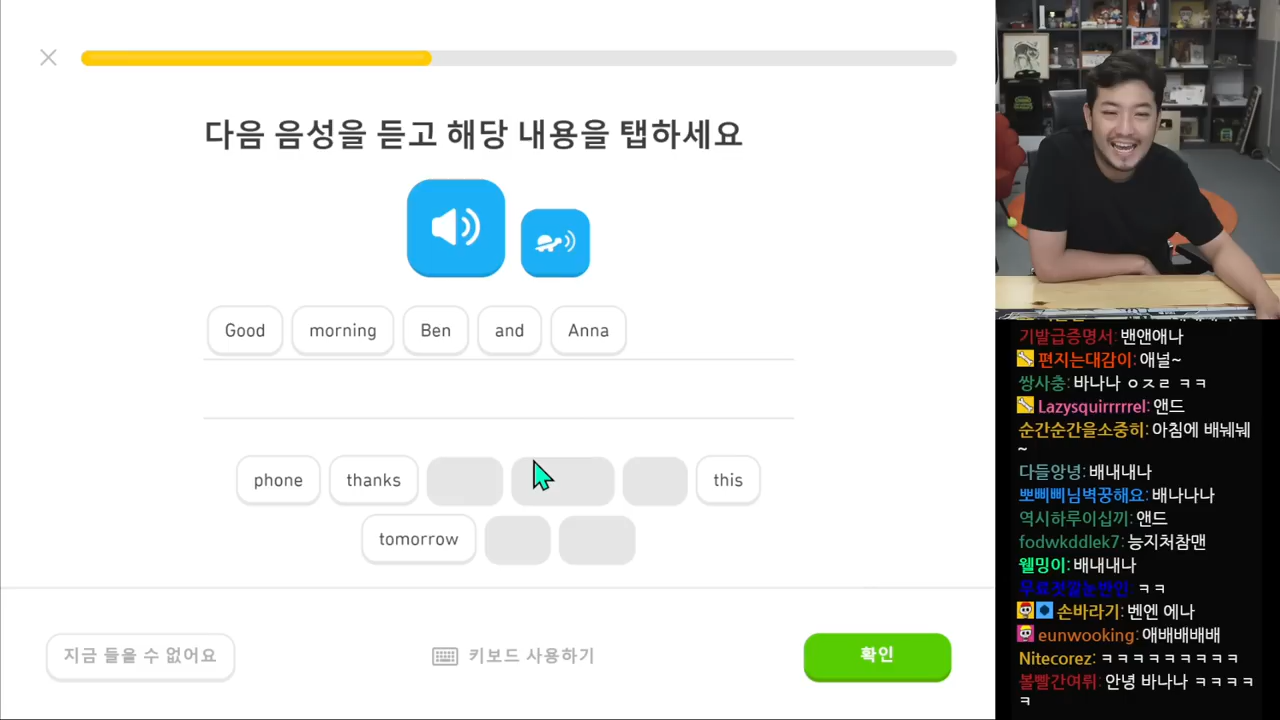 다음 음성을 듣고 해당 내용을 탭하세요
Good morning Ben and Anna
phone thanks this
tomorrow
지금 들을 수 없어요
키보드 사용하기
확인
기발급증명서: 밴앤애나
편지는대감이: 애널~
쌍사충: 바나나 ㅇㅈㄹ ㅋㅋ
Lazysquirrrrrel: 앤드
순간순간을소중히: 아침에 배눼눼
~
다들앙녕: 배내내나
뽀삐삐님벽꿍해요: 배나나나
역시하루이십끼: 앤드
fodwkddlek7: 능지처참맨
웰밍이: 배내내나
무료젓낄눈반인: ㅋㅋ
손바라기: 벤엔 에나
eunwooking: 애배배배배
Nitecorez: ㅋㅋㅋㅋㅋㅋㅋㅋㅋ
볼빨간여뤼: 안녕 바나나 ㅋㅋㅋㅋ
ㅋ